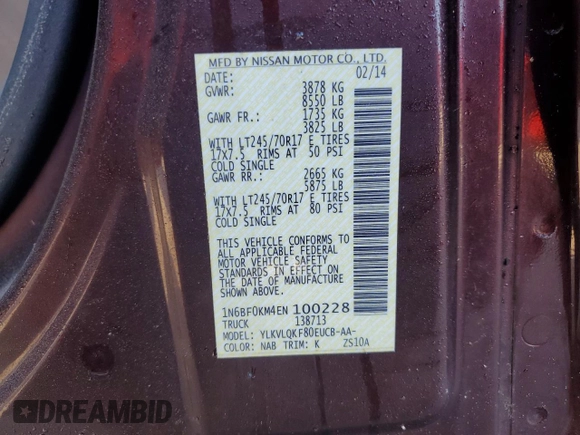 MFD BY NISSAN MOTOR CO., LTD.
DATE: 02/14
GVWR: 3878 KG
8550 LB
GAWR FR.: 1735 KG
3825 LB
WITH LT245/70R17 E TIRES
17X7.5 RIMS AT 50 PSI
COLD SINGLE
GAWR RR.: 2665 KG
5875 LB
WITH LT245/70R17 E TIRES
17X7.5 RIMS AT 80 PSI
COLD SINGLE
THIS VEHICLE CONFORMS TO
ALL APPLICABLE FEDERAL
MOTOR VEHICLE SAFETY
STANDARDS IN EFFECT ON
THE DATE OF MANUFACTURE
SHOWN ABOVE.
1N6BF0KM4EN 100228
TRUCK 138713
MODEL: YLKVLQKF80EUCB-AA-
COLOR: NAB TRIM: K ZS10A
DREAMBID